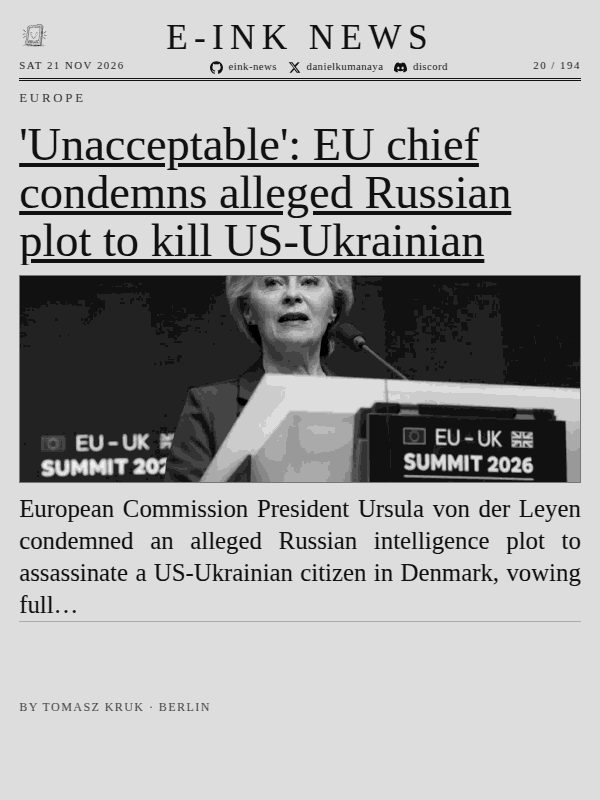 E-INK NEWS
SAT 21 NOV 2026
eink-news
danielkumanaya
discord
20 / 194
EUROPE
'Unacceptable': EU chief
condemns alleged Russian
plot to kill US-Ukrainian
EU-UK
SUMMIT 202
EU-UK
SUMMIT 2026
European Commission President Ursula von der Leyen
condemned an alleged Russian intelligence plot to
assassinate a US-Ukrainian citizen in Denmark, vowing
full…
BY TOMASZ KRUK · BERLIN